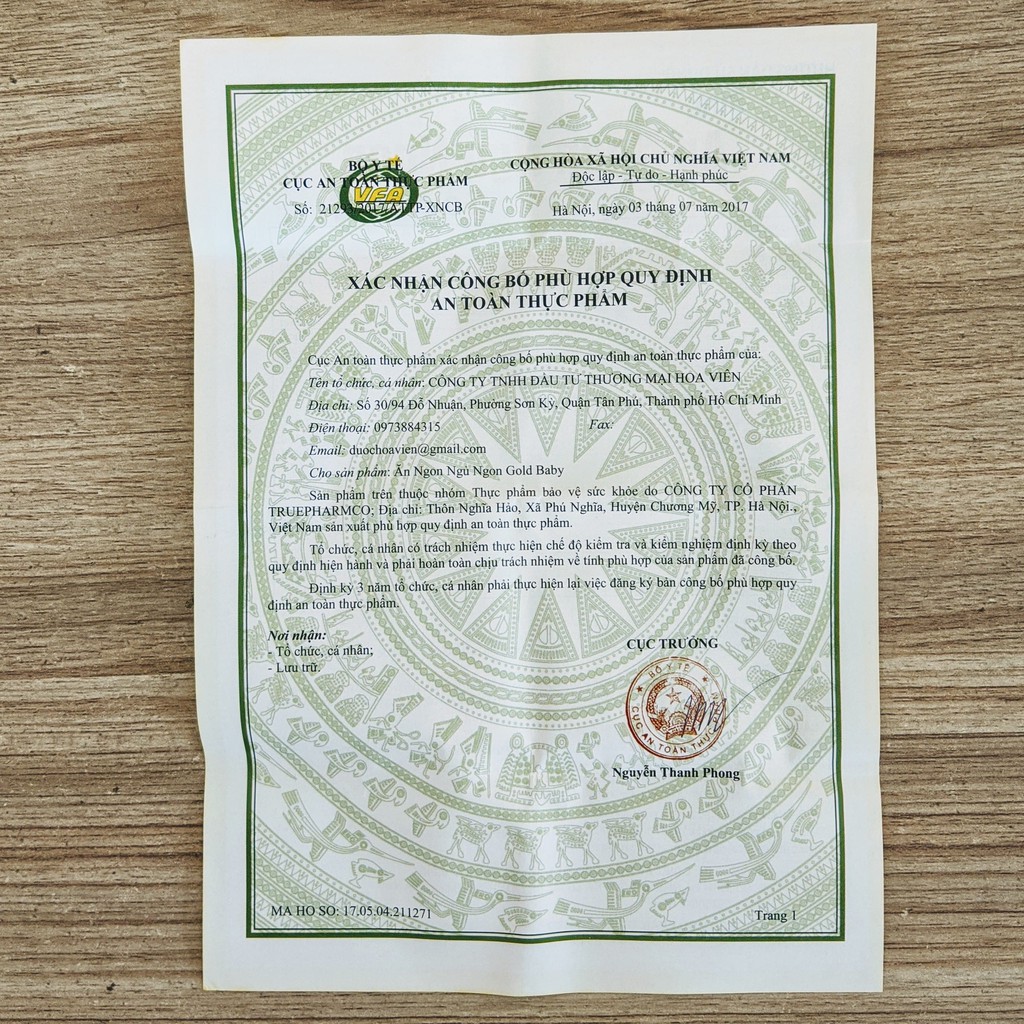 BỘ Y TẾ
CỤC AN TOÀN THỰC PHẨM
VFA
Số: /2017/ATTP-XNCB
CỘNG HÒA XÃ HỘI CHỦ NGHĨA VIỆT NAM
Độc lập - Tự do - Hạnh phúc
Hà Nội, ngày 03 tháng 07 năm 2017
XÁC NHẬN CÔNG BỐ PHÙ HỢP QUY ĐỊNH
AN TOÀN THỰC PHẨM
Cục An toàn thực phẩm xác nhận công bố phù hợp quy định an toàn thực phẩm của:
Tên tổ chức, cá nhân: CÔNG TY TNHH ĐẦU TƯ THƯƠNG MẠI HOA VIÊN
Địa chỉ: Số 30/94 Đỗ Nhuận, Phường Sơn Kỳ, Quận Tân Phú, Thành phố Hồ Chí Minh
Điện thoại: 0973884315 Fax:
Email: duochoavien@gmail.com
Cho sản phẩm: Ăn Ngon Ngủ Ngon Gold Baby
Sản phẩm trên thuộc nhóm Thực phẩm bảo vệ sức khỏe do CÔNG TY CỔ PHẦN
TRUEPHARMCO; Địa chỉ: Thôn Nghĩa Hảo, Xã Phú Nghĩa, Huyện Chương Mỹ, TP. Hà Nội.,
Việt Nam sản xuất phù hợp quy định an toàn thực phẩm.
Tổ chức, cá nhân có trách nhiệm thực hiện chế độ kiểm tra và kiểm nghiệm định kỳ theo
quy định hiện hành và phải hoàn toàn chịu trách nhiệm về tính phù hợp của sản phẩm đã công bố.
Định kỳ 3 năm tổ chức, cá nhân phải thực hiện lại việc đăng ký bản công bố phù hợp quy
định an toàn thực phẩm.
Nơi nhận:
- Tổ chức, cá nhân;
- Lưu trữ.
CỤC TRƯỞNG
BỘ Y TẾ
CỤC AN TOÀN THỰC
Nguyễn Thanh Phong
MA HO SO: 17.05.04.211271
Trang 1